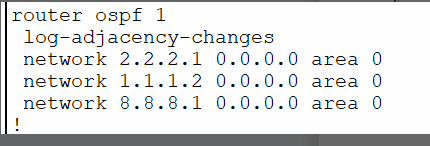 router ospf 1
log-adjacency-changes
network 2.2.2.1 0.0.0.0 area 0
network 1.1.1.2 0.0.0.0 area 0
network 8.8.8.1 0.0.0.0 area 0
!